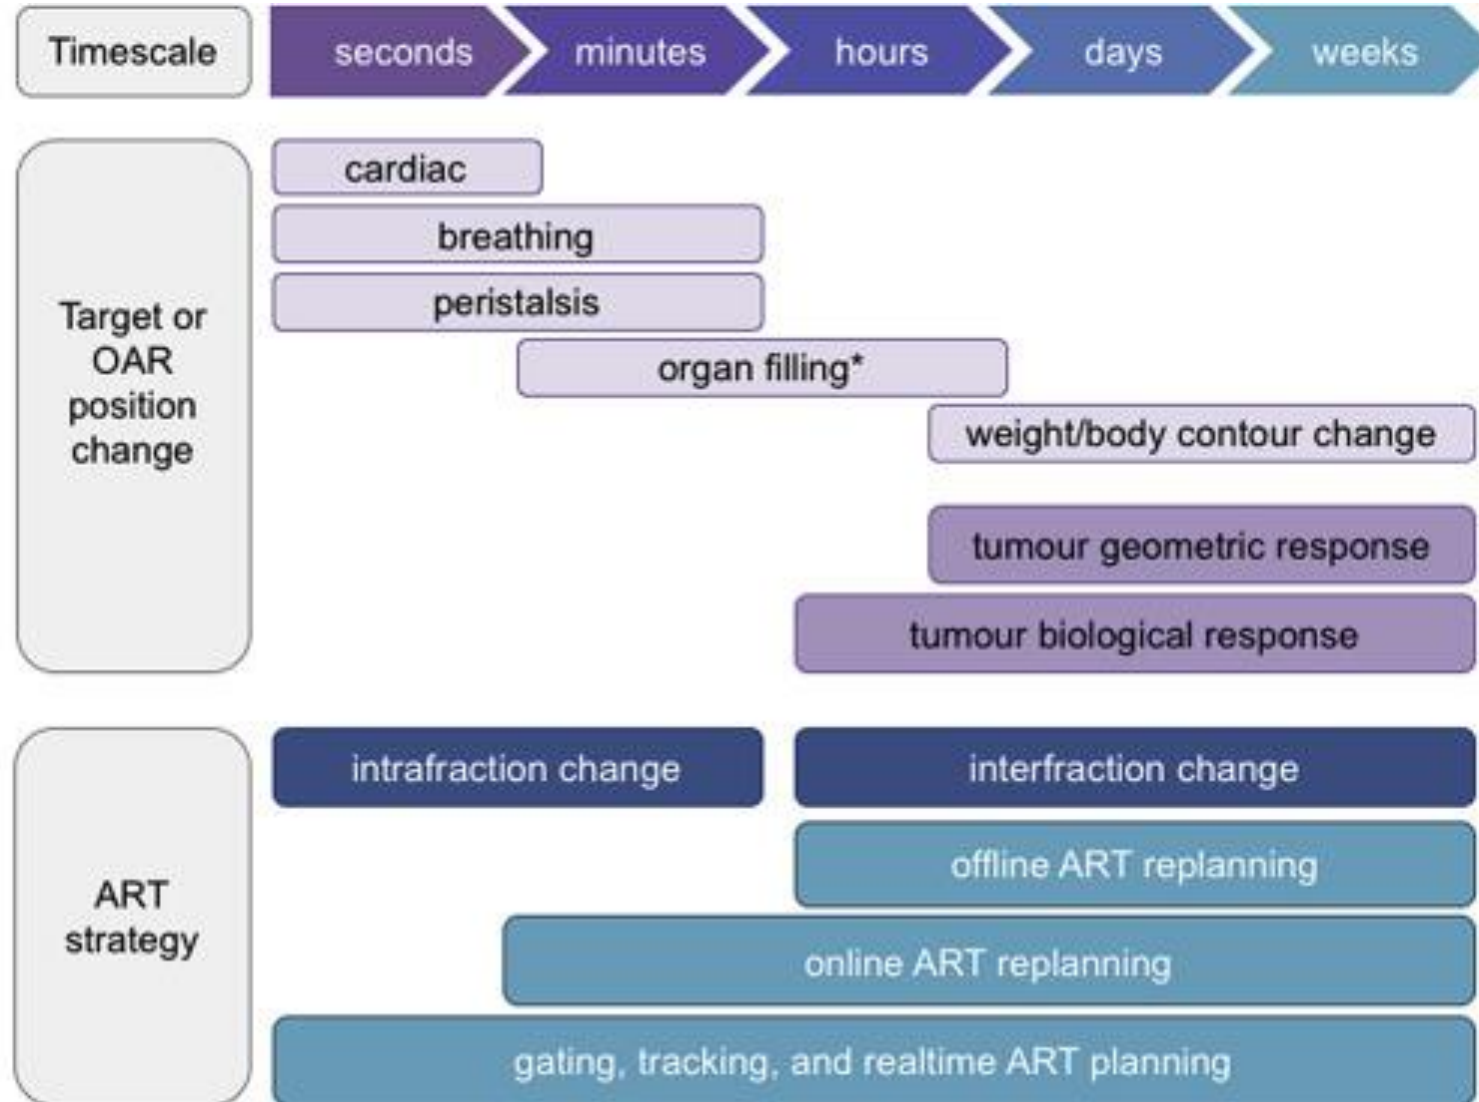 Timescale
seconds
minutes
hours
days
weeks
Target or
OAR
position
change
cardiac
breathing
peristalsis
organ filling*
weight/body contour change
tumour geometric response
tumour biological response
ART
strategy
intrafraction change
interfraction change
offline ART replanning
online ART replanning
gating, tracking, and realtime ART planning